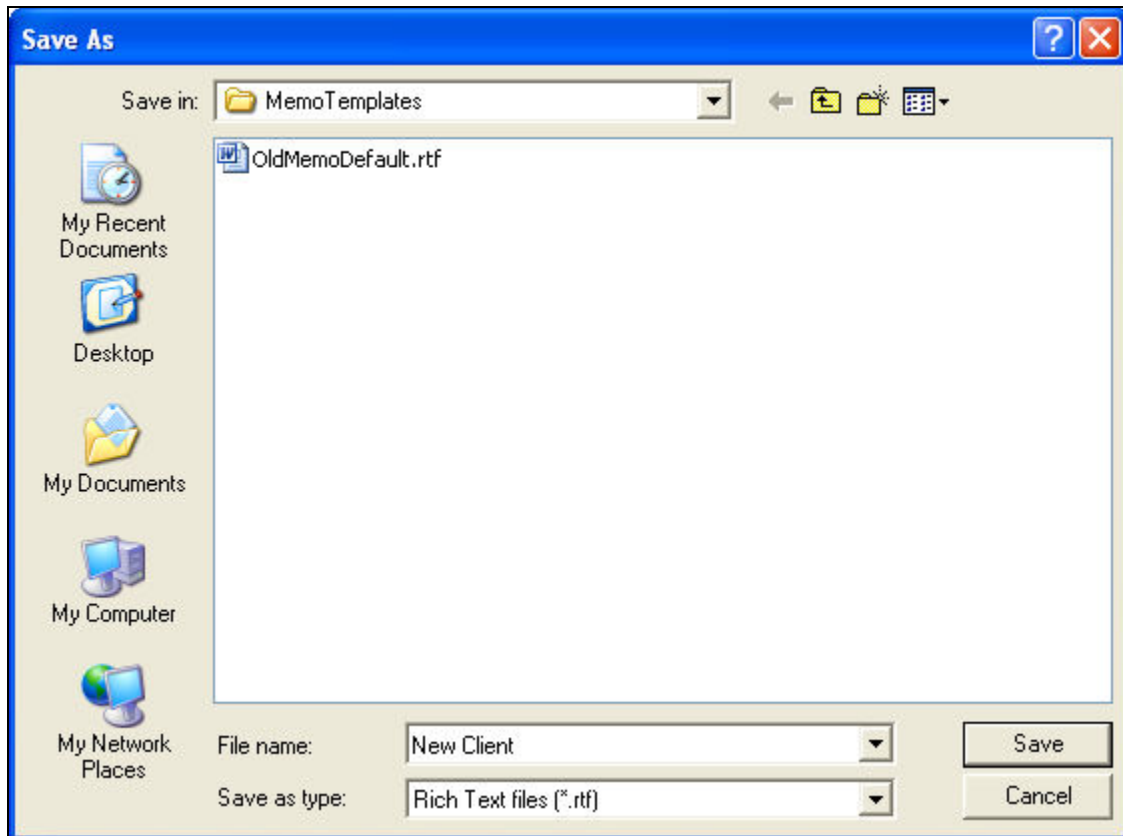 Save As
Save in:
MemoTemplates
OldMemoDefault.rtf
My Recent
Documents
Desktop
My Documents
My Computer
My Network
Places
File name:
New Client
Save
Save as type:
Rich Text files (*.rtf)
Cancel